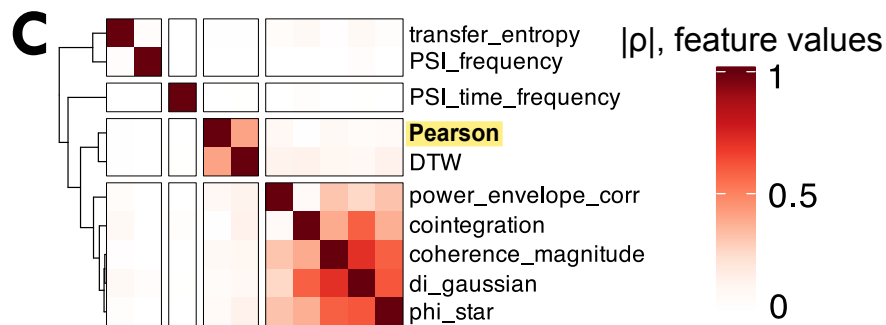 C
transfer_entropy
PSI_frequency
PSI_time_frequency
Pearson
DTW
power_envelope_corr
cointegration
coherence_magnitude
di_gaussian
phi_star
|ρ|, feature values
1
0.5
0